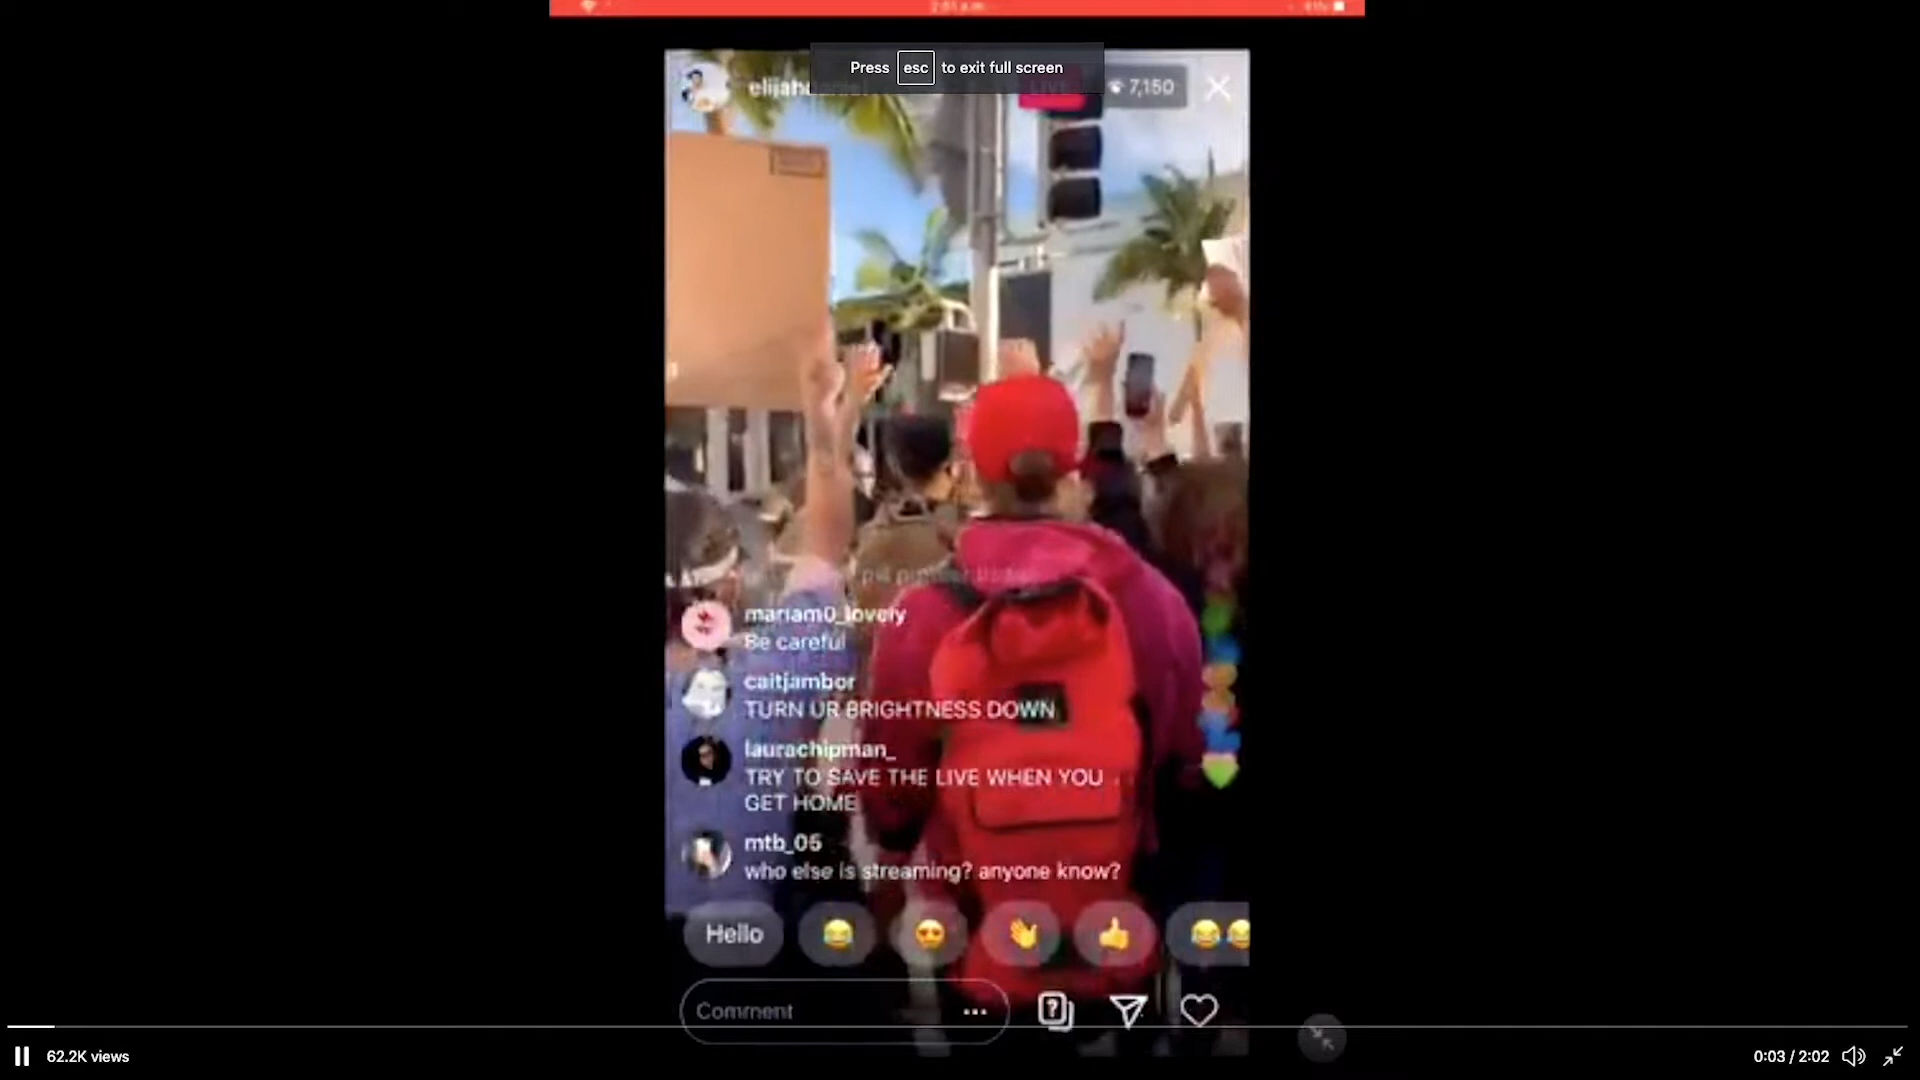 Press esc to exit full screen
7,150
mariam0_lovely
Be careful
caitjambor
TURN UR BRIGHTNESS DOWN
laurachipman_
TRY TO SAVE THE LIVE WHEN YOU
GET HOME
mtb_05
who else is streaming? anyone know?
Hello
Comment
62.2K views
0:03 / 2:02